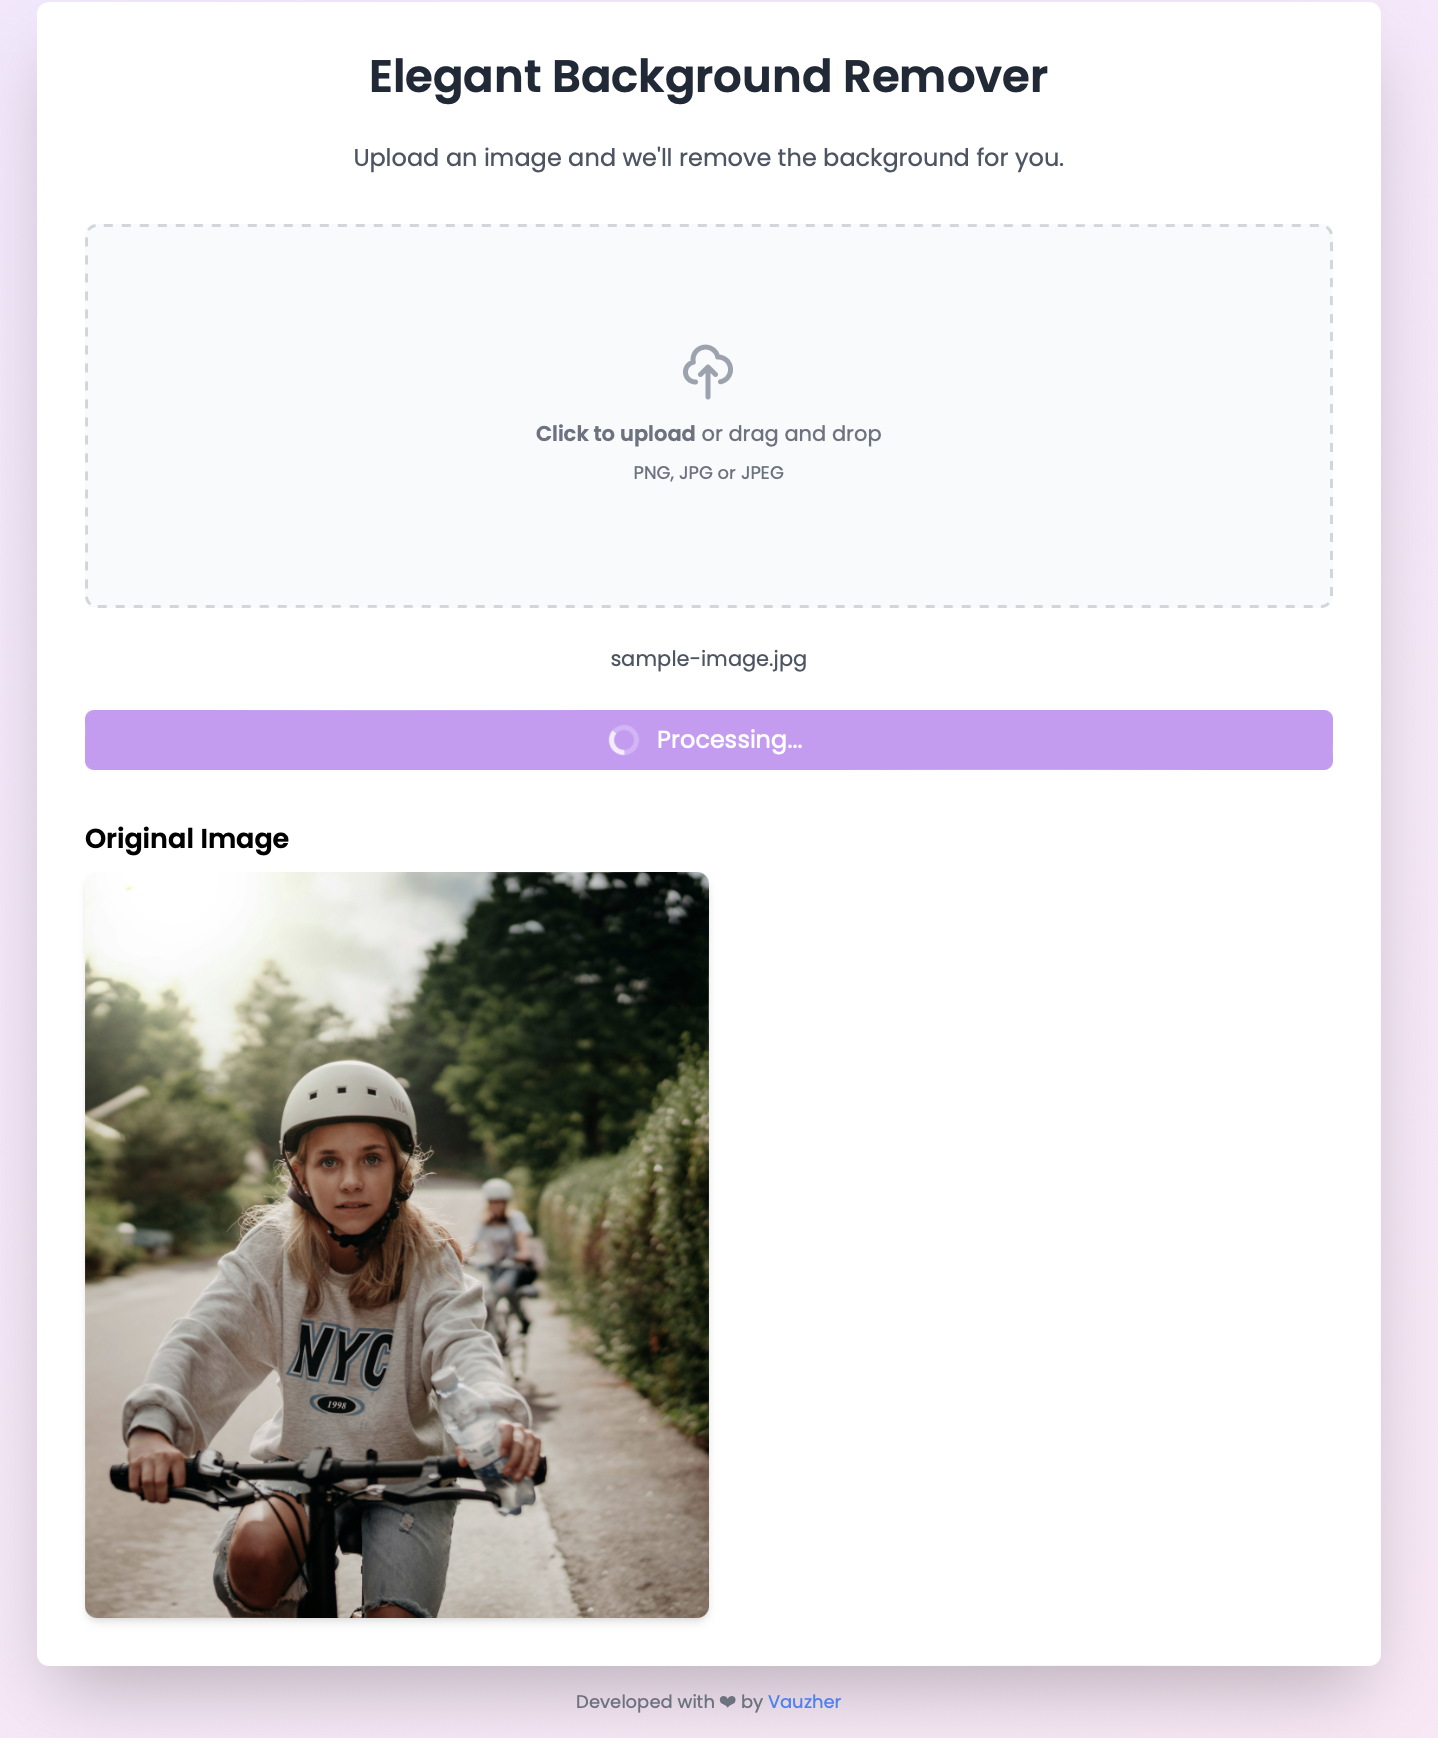 Elegant Background Remover
Upload an image and we'll remove the background for you.
Click to upload or drag and drop
PNG, JPG or JPEG
sample-image.jpg
Processing...
Original Image
WA
NYC
1998
Developed with ❤ by Vauzher